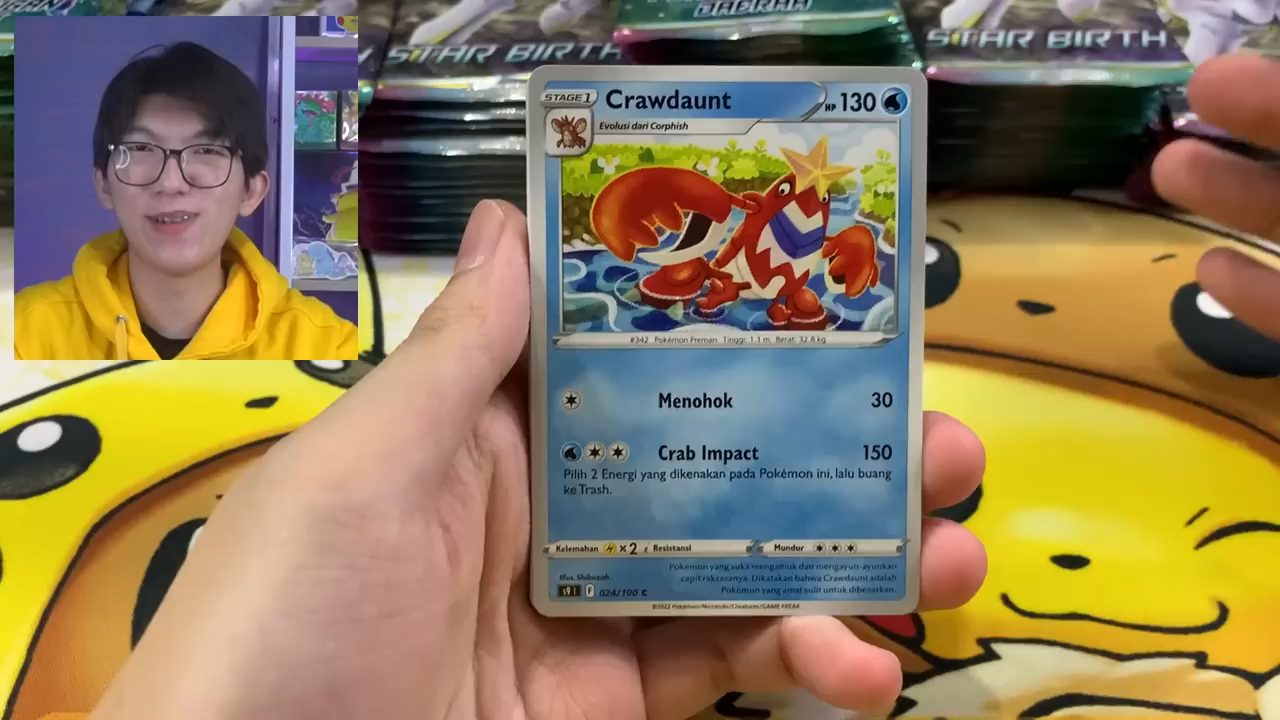 STAR BIRTH
STAR BIRTH
STAGE 1
Crawdaunt
HP 130
Evolusi dari Corphish
#342 Pokémon Preman Tinggi: 1.1 m Berat: 32.8 kg
Menohok 30
Crab Impact 150
Pilih 2 Energi yang dikenakan pada Pokémon ini, lalu buang
ke Trash.
Kelemahan ×2 Resistansi Mundur
Illus. Shibuzoh.
Pokémon yang suka mengamuk dan mengayun-ayunkan
capit raksasanya. Dikatakan bahwa Crawdaunt adalah
Pokémon yang amat sulit untuk dibesarkan.
S9 I F 024/100 C
©2022 Pokémon/Nintendo/Creatures/GAME FREAK